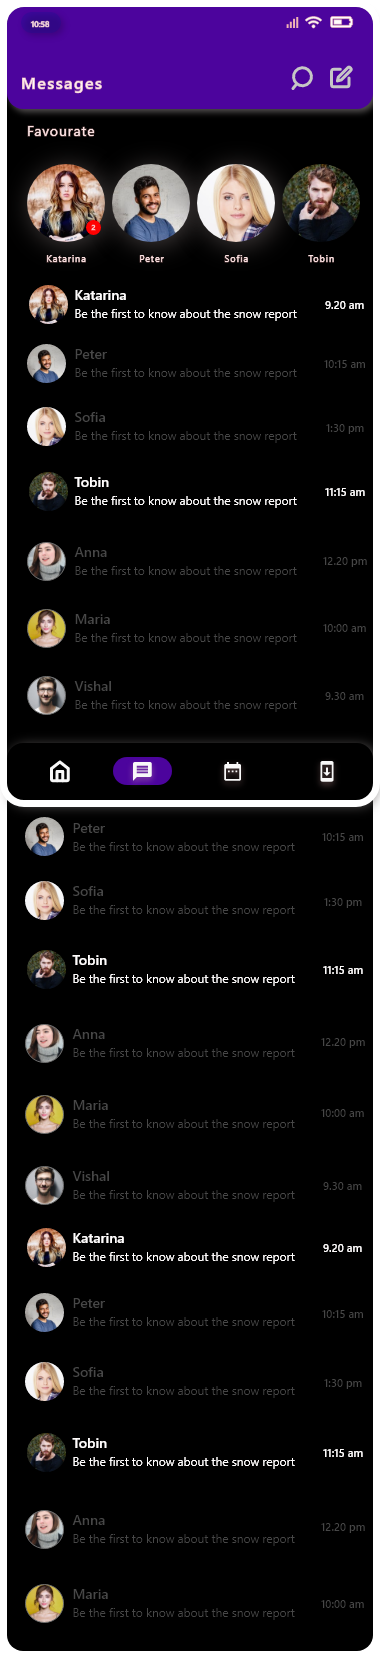 10:58
Messages
Favourate
2
Katarina Peter Sofia Tobin
Katarina
Be the first to know about the snow report
9.20 am
Peter
Be the first to know about the snow report
10:15 am
Sofia
Be the first to know about the snow report
1:30 pm
Tobin
Be the first to know about the snow report
11:15 am
Anna
Be the first to know about the snow report
12.20 pm
Maria
Be the first to know about the snow report
10:00 am
Vishal
Be the first to know about the snow report
9.30 am
Peter
Be the first to know about the snow report
10:15 am
Sofia
Be the first to know about the snow report
1:30 pm
Tobin
Be the first to know about the snow report
11:15 am
Anna
Be the first to know about the snow report
12.20 pm
Maria
Be the first to know about the snow report
10:00 am
Vishal
Be the first to know about the snow report
9.30 am
Katarina
Be the first to know about the snow report
9.20 am
Peter
Be the first to know about the snow report
10:15 am
Sofia
Be the first to know about the snow report
1:30 pm
Tobin
Be the first to know about the snow report
11:15 am
Anna
Be the first to know about the snow report
12.20 pm
Maria
Be the first to know about the snow report
10:00 am